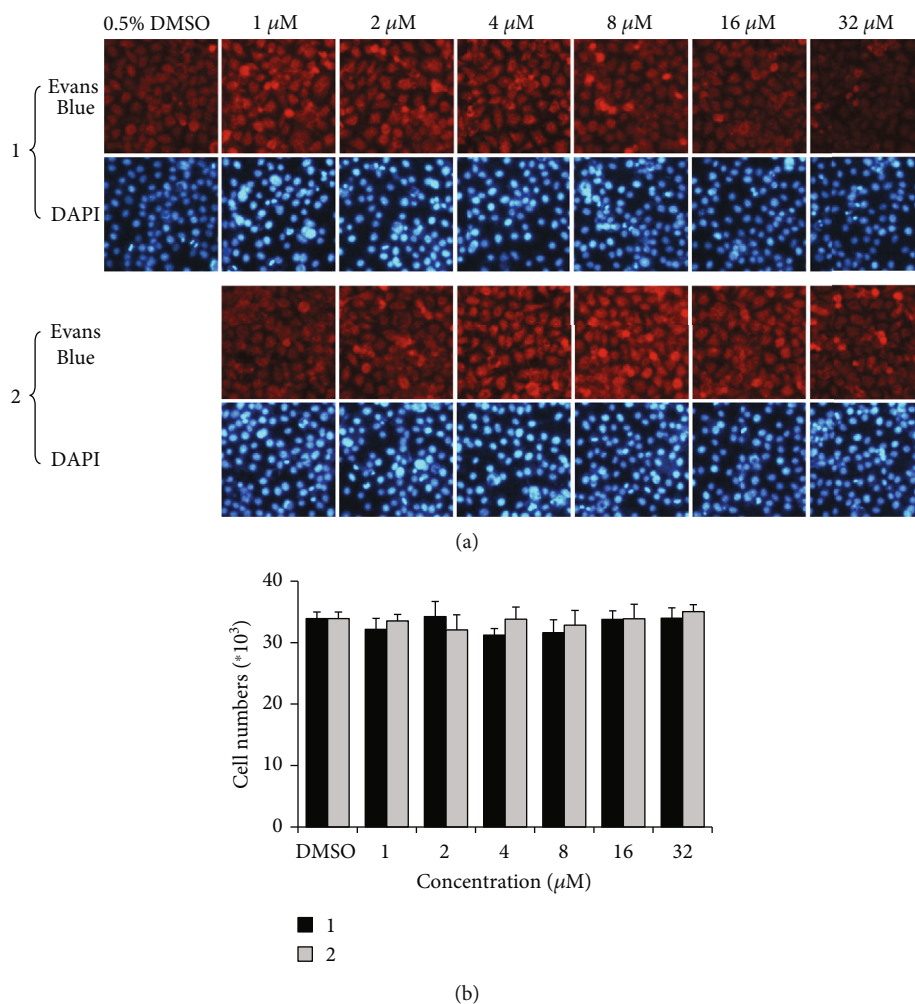 0.5% DMSO 1 μM 2 μM 4 μM 8 μM 16 μM 32 μM
1
Evans
Blue
DAPI
2
Evans
Blue
DAPI
(a)
Cell numbers (*10³)
40
30
20
10
0
DMSO 1 2 4 8 16 32
Concentration (μM)
1
2
(b)